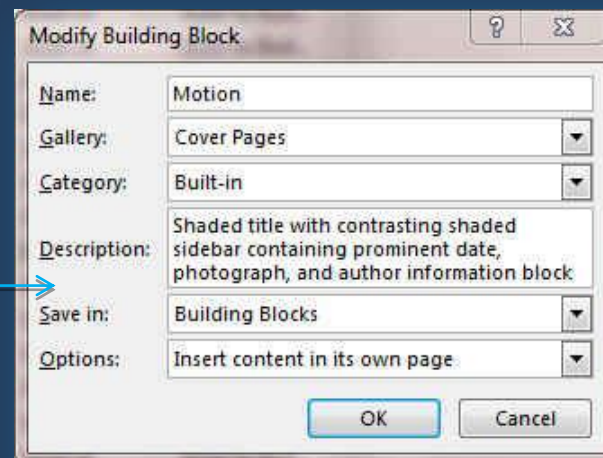 Modify Building Block
Name: Motion
Gallery: Cover Pages
Category: Built-in
Description: Shaded title with contrasting shaded
sidebar containing prominent date,
photograph, and author information block
Save in: Building Blocks
Options: Insert content in its own page
OK Cancel